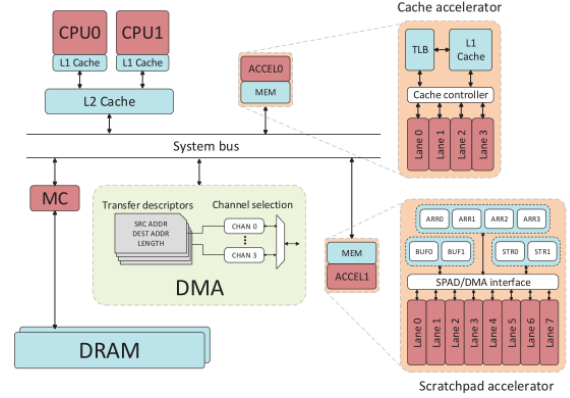 Cache accelerator
CPU0
CPU1
L1 Cache
L1 Cache
L2 Cache
ACCEL0
MEM
TLB
L1
Cache
Cache controller
Lane 0
Lane 1
Lane 2
Lane 3
System bus
MC
Transfer descriptors
Channel selection
SRC ADDR
DEST ADDR
LENGTH
CHAN 0
CHAN 3
DMA
MEM
ACCEL1
ARR0
ARR1
ARR2
ARR3
BUF0
BUF1
STR0
STR1
SPAD/DMA interface
Lane 0
Lane 1
Lane 2
Lane 3
Lane 4
Lane 5
Lane 6
Lane 7
DRAM
Scratchpad accelerator